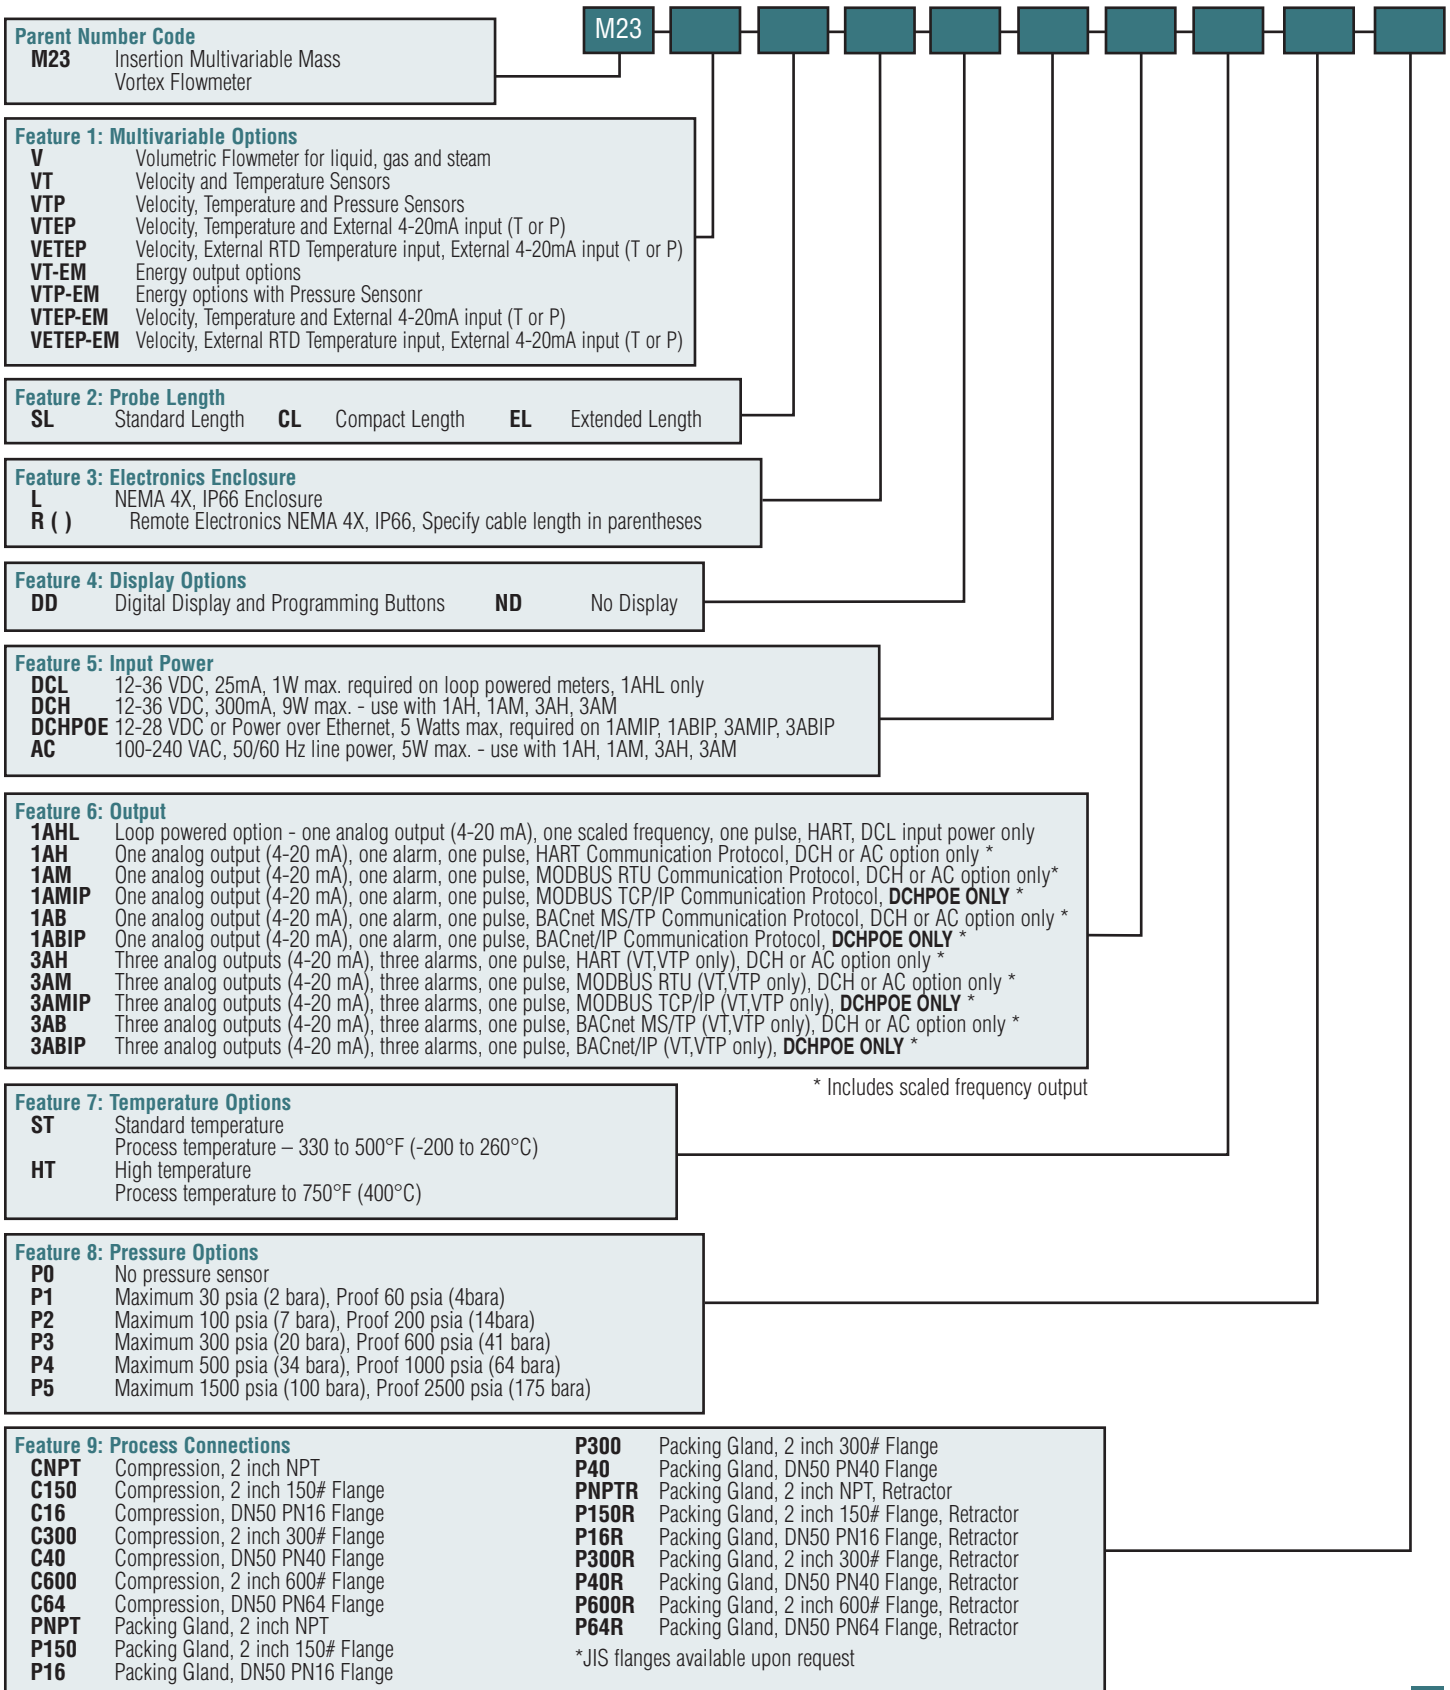 M23
Parent Number Code
M23 Insertion Multivariable Mass
Vortex Flowmeter
Feature 1: Multivariable Options
V Volumetric Flowmeter for liquid, gas and steam
VT Velocity and Temperature Sensors
VTP Velocity, Temperature and Pressure Sensors
VTEP Velocity, Temperature and External 4-20mA input (T or P)
VETEP Velocity, External RTD Temperature input, External 4-20mA input (T or P)
VT-EM Energy output options
VTP-EM Energy options with Pressure Sensonr
VTEP-EM Velocity, Temperature and External 4-20mA input (T or P)
VETEP-EM Velocity, External RTD Temperature input, External 4-20mA input (T or P)
Feature 2: Probe Length
SL Standard Length CL Compact Length EL Extended Length
Feature 3: Electronics Enclosure
L NEMA 4X, IP66 Enclosure
R ( ) Remote Electronics NEMA 4X, IP66, Specify cable length in parentheses
Feature 4: Display Options
DD Digital Display and Programming Buttons ND No Display
Feature 5: Input Power
DCL 12-36 VDC, 25mA, 1W max. required on loop powered meters, 1AHL only
DCH 12-36 VDC, 300mA, 9W max. - use with 1AH, 1AM, 3AH, 3AM
DCHPOE 12-28 VDC or Power over Ethernet, 5 Watts max, required on 1AMIP, 1ABIP, 3AMIP, 3ABIP
AC 100-240 VAC, 50/60 Hz line power, 5W max. - use with 1AH, 1AM, 3AH, 3AM
Feature 6: Output
1AHL Loop powered option - one analog output (4-20 mA), one scaled frequency, one pulse, HART, DCL input power only
1AH One analog output (4-20 mA), one alarm, one pulse, HART Communication Protocol, DCH or AC option only *
1AM One analog output (4-20 mA), one alarm, one pulse, MODBUS RTU Communication Protocol, DCH or AC option only*
1AMIP One analog output (4-20 mA), one alarm, one pulse, MODBUS TCP/IP Communication Protocol, DCHPOE ONLY *
1AB One analog output (4-20 mA), one alarm, one pulse, BACnet MS/TP Communication Protocol, DCH or AC option only *
1ABIP One analog output (4-20 mA), one alarm, one pulse, BACnet/IP Communication Protocol, DCHPOE ONLY *
3AH Three analog outputs (4-20 mA), three alarms, one pulse, HART (VT,VTP only), DCH or AC option only *
3AM Three analog outputs (4-20 mA), three alarms, one pulse, MODBUS RTU (VT,VTP only), DCH or AC option only *
3AMIP Three analog outputs (4-20 mA), three alarms, one pulse, MODBUS TCP/IP (VT,VTP only), DCHPOE ONLY *
3AB Three analog outputs (4-20 mA), three alarms, one pulse, BACnet MS/TP (VT,VTP only), DCH or AC option only *
3ABIP Three analog outputs (4-20 mA), three alarms, one pulse, BACnet/IP (VT,VTP only), DCHPOE ONLY *
* Includes scaled frequency output
Feature 7: Temperature Options
ST Standard temperature
Process temperature – 330 to 500°F (-200 to 260°C)
HT High temperature
Process temperature to 750°F (400°C)
Feature 8: Pressure Options
P0 No pressure sensor
P1 Maximum 30 psia (2 bara), Proof 60 psia (4bara)
P2 Maximum 100 psia (7 bara), Proof 200 psia (14bara)
P3 Maximum 300 psia (20 bara), Proof 600 psia (41 bara)
P4 Maximum 500 psia (34 bara), Proof 1000 psia (64 bara)
P5 Maximum 1500 psia (100 bara), Proof 2500 psia (175 bara)
Feature 9: Process Connections
CNPT Compression, 2 inch NPT
C150 Compression, 2 inch 150# Flange
C16 Compression, DN50 PN16 Flange
C300 Compression, 2 inch 300# Flange
C40 Compression, DN50 PN40 Flange
C600 Compression, 2 inch 600# Flange
C64 Compression, DN50 PN64 Flange
PNPT Packing Gland, 2 inch NPT
P150 Packing Gland, 2 inch 150# Flange
P16 Packing Gland, DN50 PN16 Flange
P300 Packing Gland, 2 inch 300# Flange
P40 Packing Gland, DN50 PN40 Flange
PNPTR Packing Gland, 2 inch NPT, Retractor
P150R Packing Gland, 2 inch 150# Flange, Retractor
P16R Packing Gland, DN50 PN16 Flange, Retractor
P300R Packing Gland, 2 inch 300# Flange, Retractor
P40R Packing Gland, DN50 PN40 Flange, Retractor
P600R Packing Gland, 2 inch 600# Flange, Retractor
P64R Packing Gland, DN50 PN64 Flange, Retractor
*JIS flanges available upon request